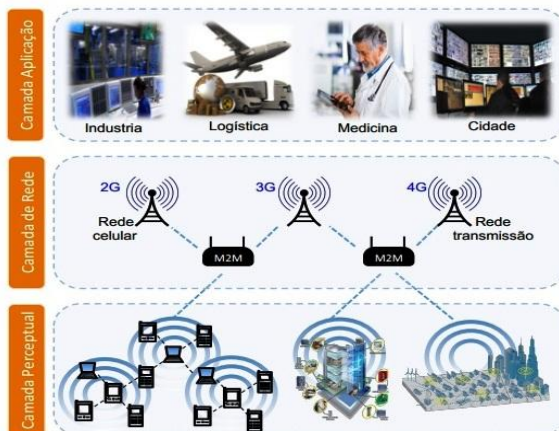 Camada Aplicação
Industria
Logística
Medicina
Cidade
Camada de Rede
2G
3G
4G
Rede
celular
Rede
transmissão
M2M
M2M
Camada Perceptual